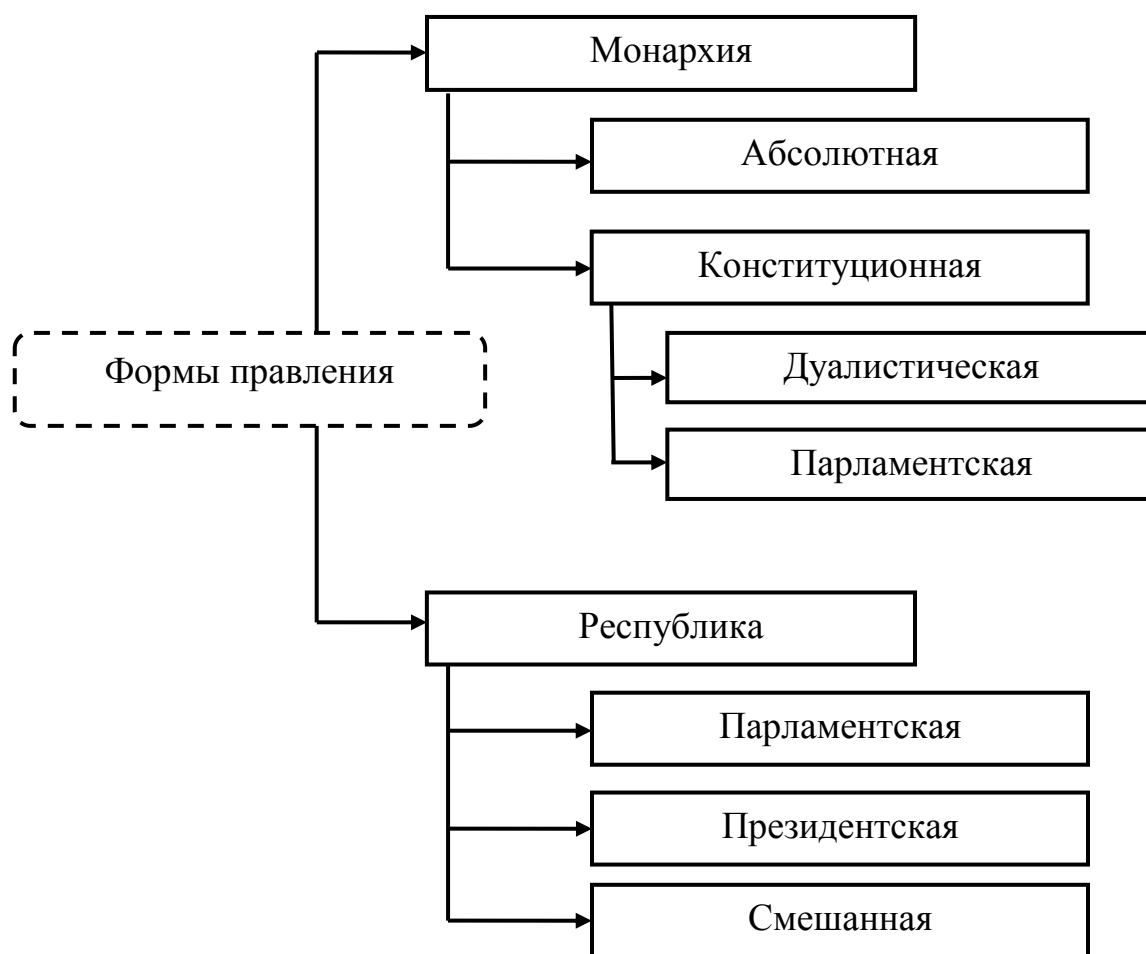 Монархия
Абсолютная
Конституционная
Формы правления
Дуалистическая
Парламентская
Республика
Парламентская
Президентская
Смешанная